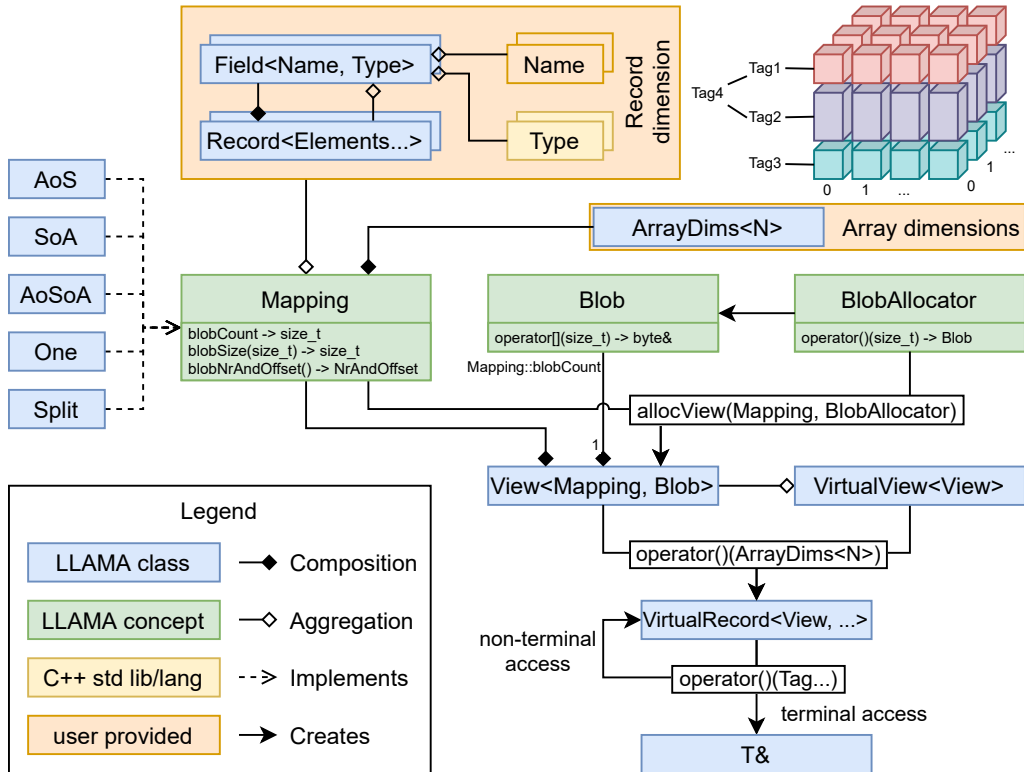 Field<Name, Type>
Name
Record<Elements...>
Type
Record
dimension
Tag1
Tag4
Tag2
Tag3
0
1
...
0
1
...
AoS
SoA
AoSoA
One
Split
ArrayDims<N>
Array dimensions
Mapping
blobCount -> size_t
blobSize(size_t) -> size_t
blobNrAndOffset() -> NrAndOffset
Blob
operator[](size_t) -> byte&
BlobAllocator
operator()(size_t) -> Blob
Mapping::blobCount
allocView(Mapping, BlobAllocator)
1
View<Mapping, Blob>
VirtualView<View>
operator()(ArrayDims<N>)
VirtualRecord<View, ...>
non-terminal
access
operator()(Tag...)
terminal access
T&
Legend
LLAMA class
Composition
LLAMA concept
Aggregation
C++ std lib/lang
Implements
user provided
Creates